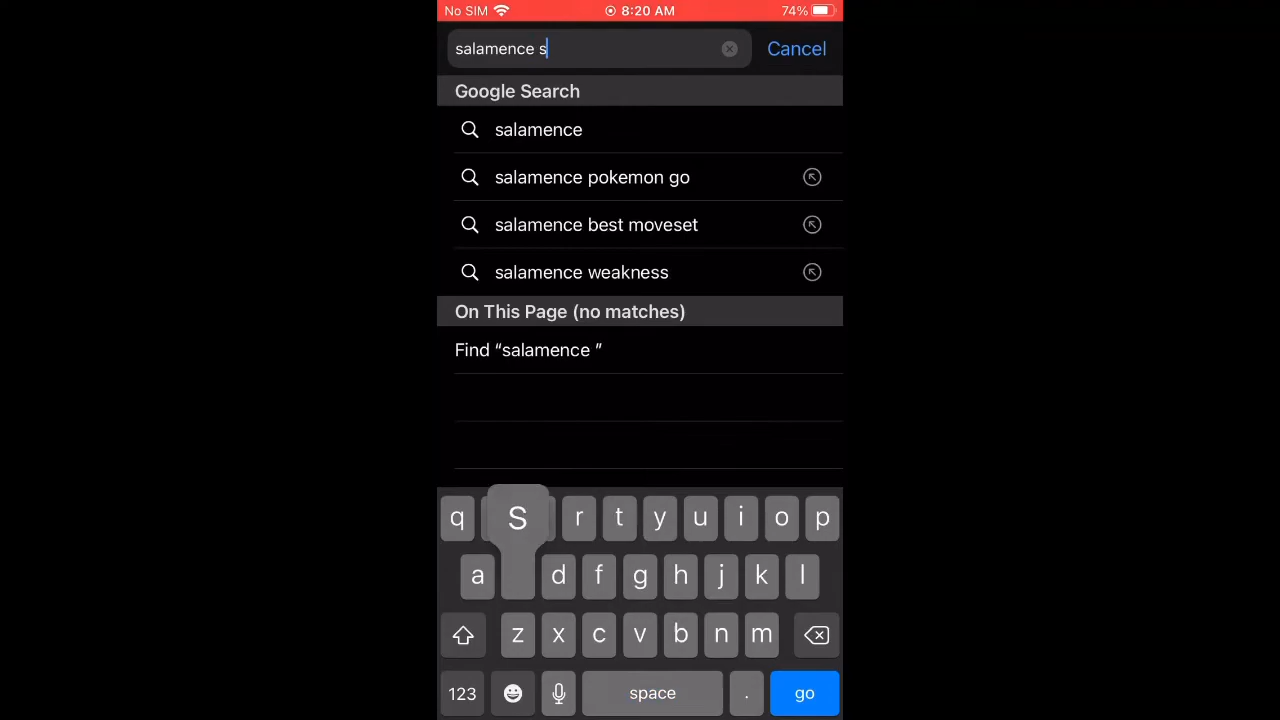 No SIM 8:20 AM 74%
salamence s Cancel
Google Search
salamence
salamence pokemon go
salamence best moveset
salamence weakness
On This Page (no matches)
Find “salamence ”
q S r t y u i o p
a d f g h j k l
z x c v b n m
123 space . go